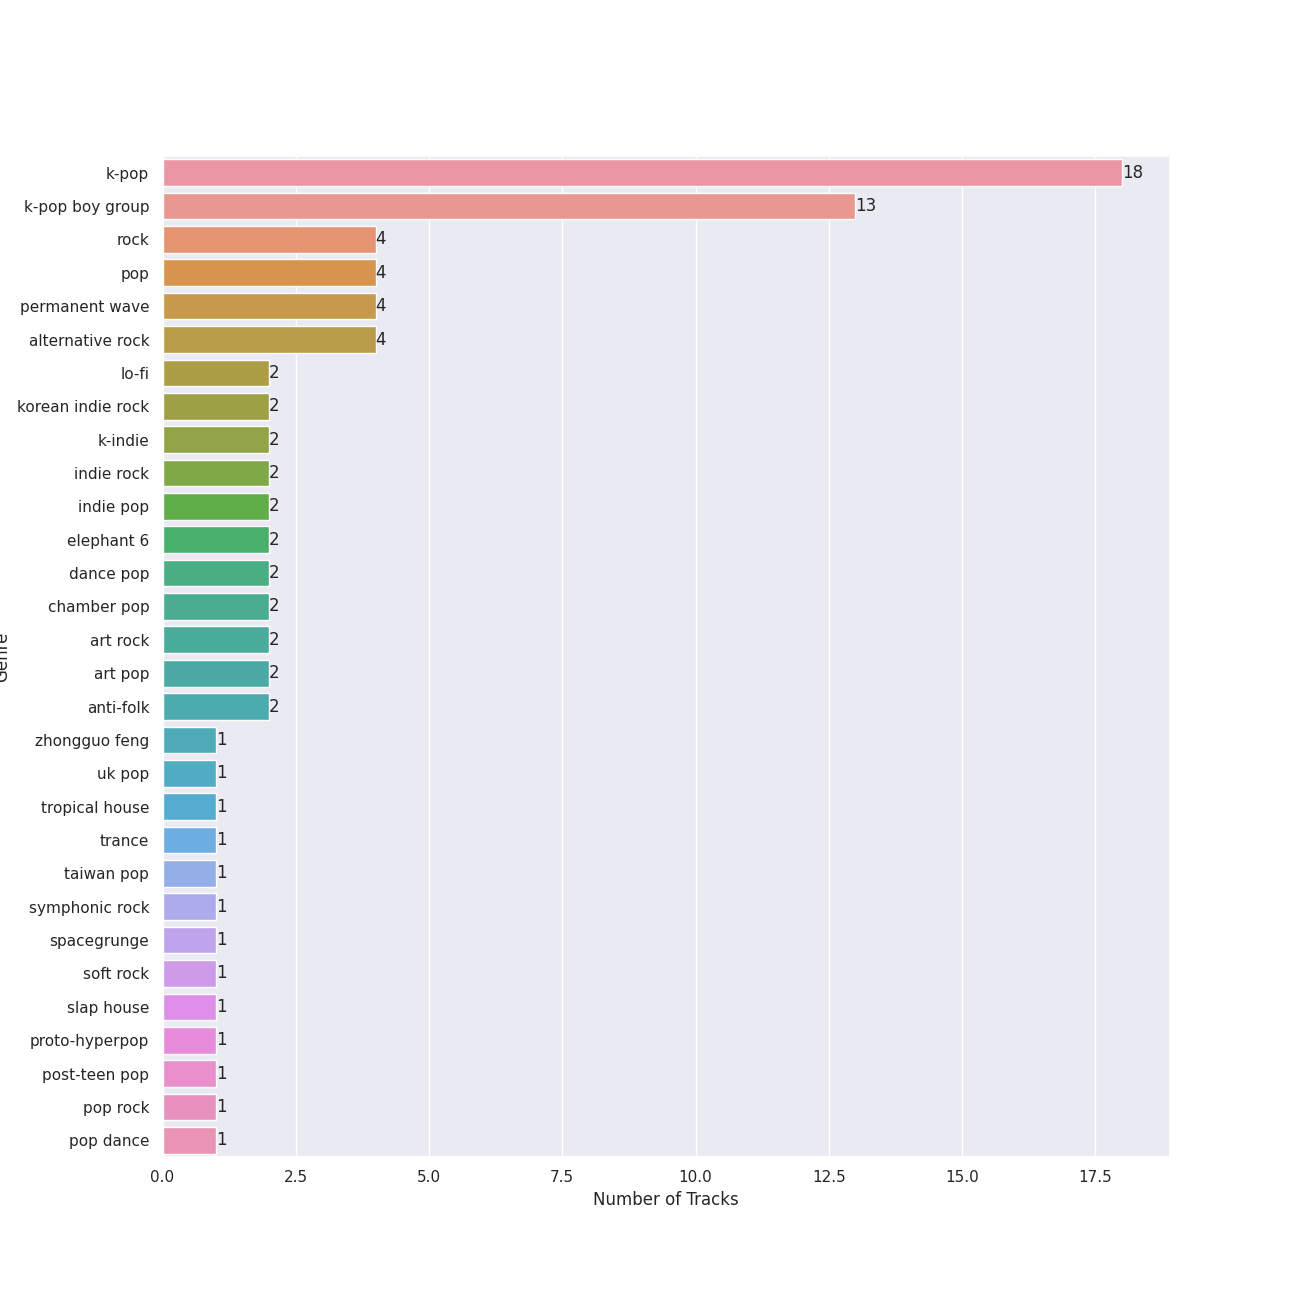 k-pop 18
k-pop boy group 13
rock 4
pop 4
permanent wave 4
alternative rock 4
lo-fi 2
korean indie rock 2
k-indie 2
indie rock 2
indie pop 2
elephant 6 2
dance pop 2
chamber pop 2
art rock 2
art pop 2
anti-folk 2
zhongguo feng 1
uk pop 1
tropical house 1
trance 1
taiwan pop 1
symphonic rock 1
spacegrunge 1
soft rock 1
slap house 1
proto-hyperpop 1
post-teen pop 1
pop rock 1
pop dance 1
Genre
0.0 2.5 5.0 7.5 10.0 12.5 15.0 17.5
Number of Tracks